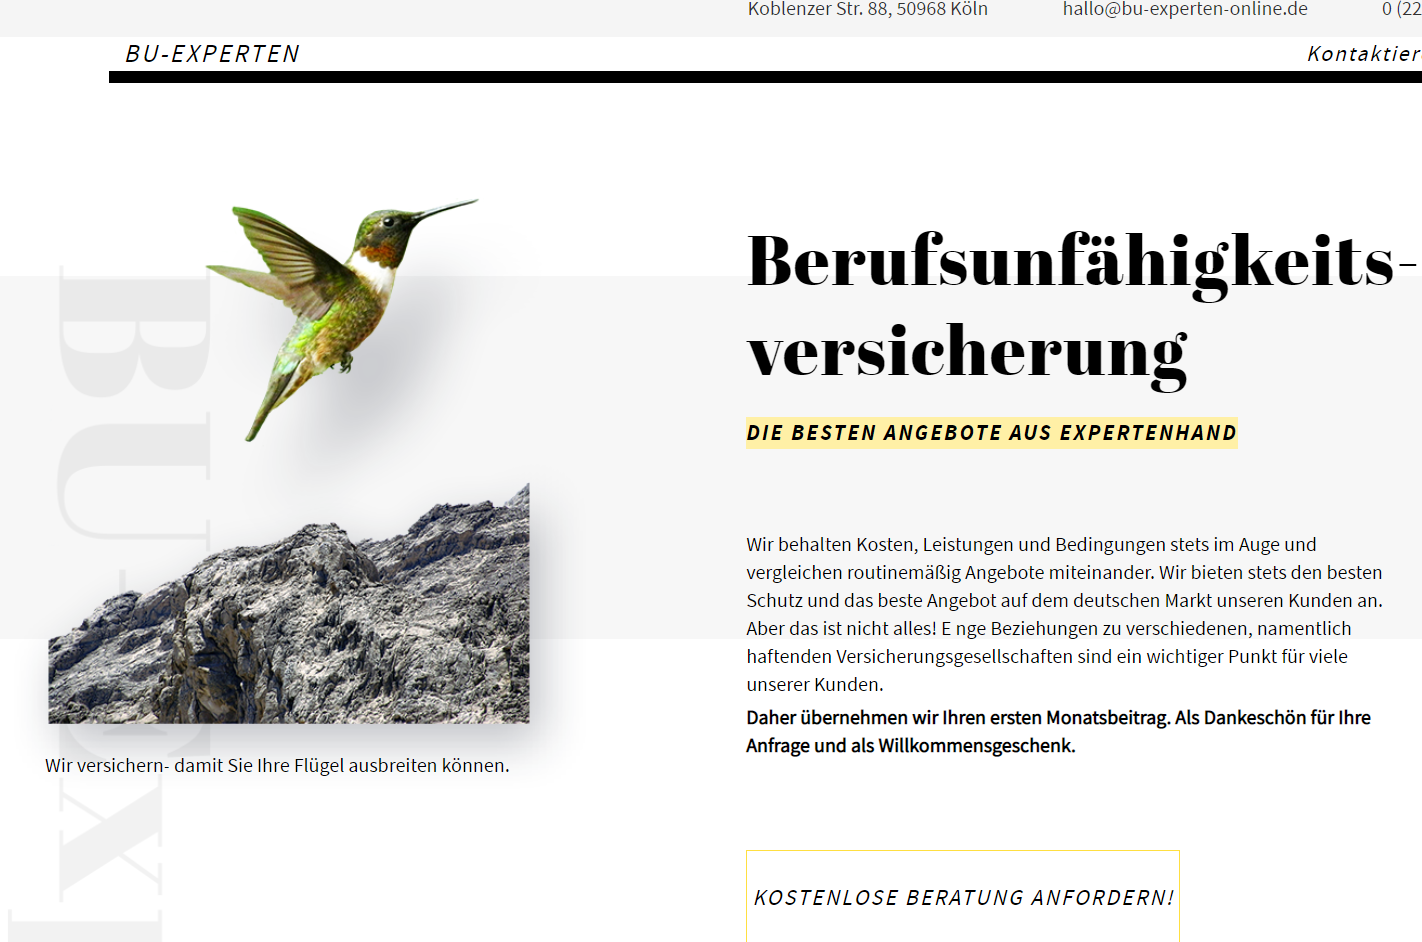 Koblenzer Str. 88, 50968 Köln hallo@bu-experten-online.de 0 (22
BU-EXPERTEN
Berufsunfähigkeits-
versicherung
DIE BESTEN ANGEBOTE AUS EXPERTENHAND
Wir behalten Kosten, Leistungen und Bedingungen stets im Auge und
vergleichen routinemäßig Angebote miteinander. Wir bieten stets den besten
Schutz und das beste Angebot auf dem deutschen Markt unseren Kunden an.
Aber das ist nicht alles! E nge Beziehungen zu verschiedenen, namentlich
haftenden Versicherungsgesellschaften sind ein wichtiger Punkt für viele
unserer Kunden.
Daher übernehmen wir Ihren ersten Monatsbeitrag. Als Dankeschön für Ihre
Anfrage und als Willkommensgeschenk.
Wir versichern- damit Sie Ihre Flügel ausbreiten können.
KOSTENLOSE BERATUNG ANFORDERN!
BU-EX